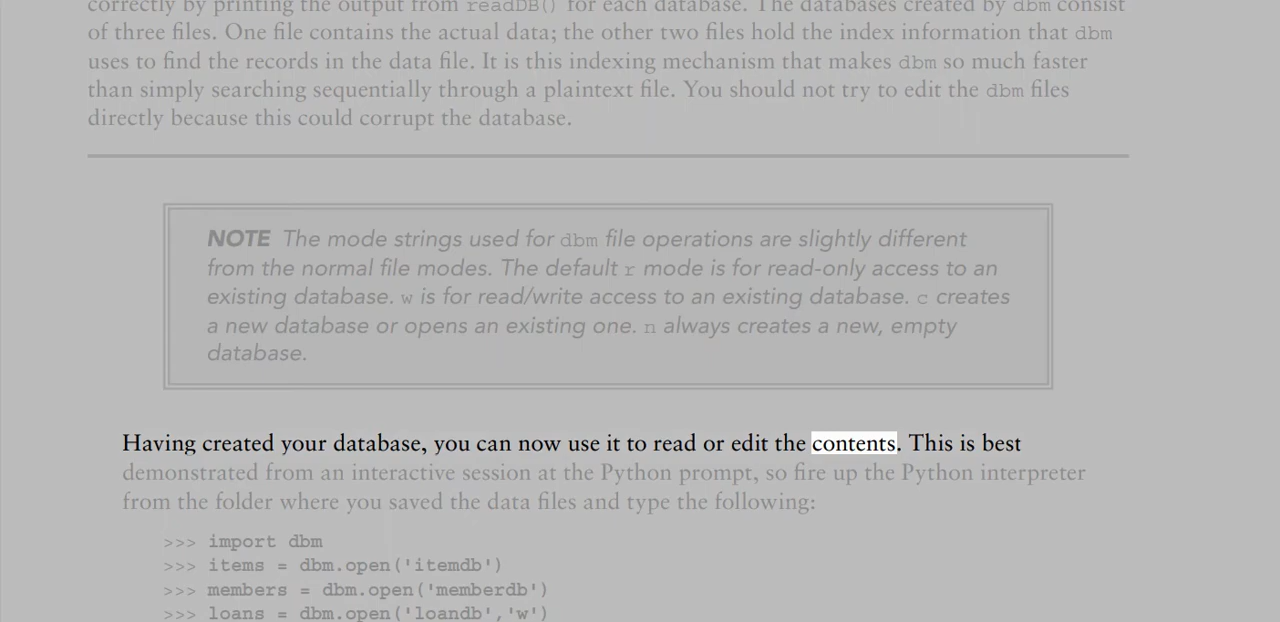 correctly by printing the output from readDB() for each database. The databases created by dbm consist
of three files. One file contains the actual data; the other two files hold the index information that dbm
uses to find the records in the data file. It is this indexing mechanism that makes dbm so much faster
than simply searching sequentially through a plaintext file. You should not try to edit the dbm files
directly because this could corrupt the database.
NOTE The mode strings used for dbm file operations are slightly different
from the normal file modes. The default r mode is for read-only access to an
existing database. w is for read/write access to an existing database. c creates
a new database or opens an existing one. n always creates a new, empty
database.
Having created your database, you can now use it to read or edit the contents. This is best
demonstrated from an interactive session at the Python prompt, so fire up the Python interpreter
from the folder where you saved the data files and type the following:
>>> import dbm
>>> items = dbm.open('itemdb')
>>> members = dbm.open('memberdb')
>>> loans = dbm.open('loandb','w')